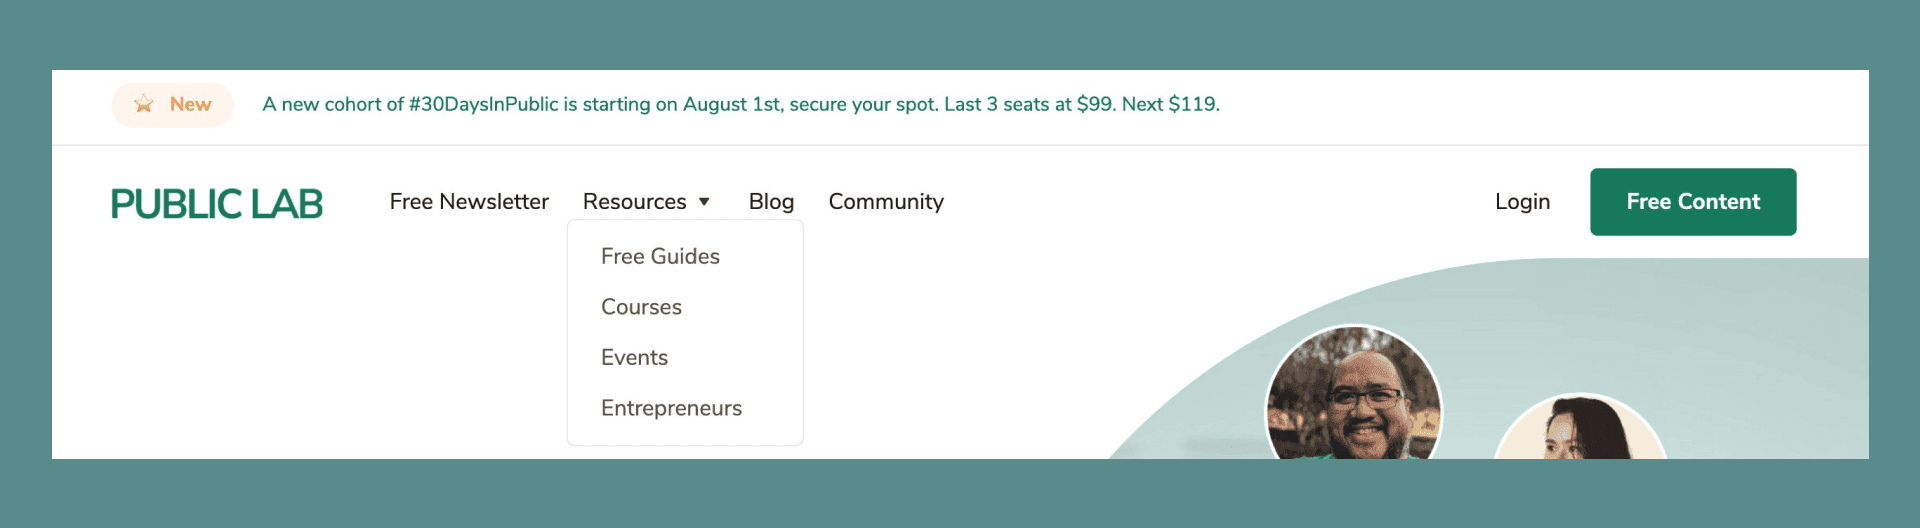 New
A new cohort of #30DaysInPublic is starting on August 1st, secure your spot. Last 3 seats at $99. Next $119.
PUBLIC LAB
Free Newsletter
Resources
Blog
Community
Login
Free Content
Free Guides
Courses
Events
Entrepreneurs